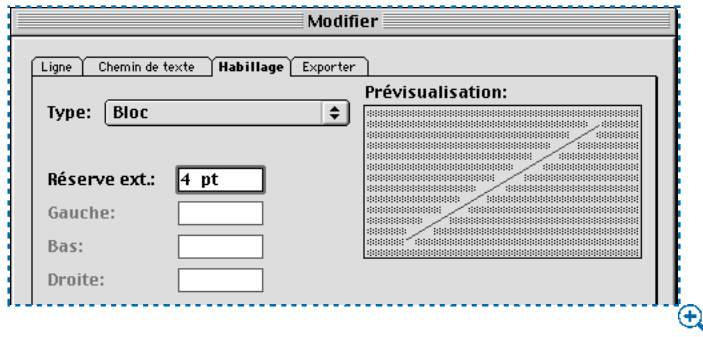 Modifier
Ligne Chemin de texte Habillage Exporter
Type: Bloc
Prévisualisation:
Réserve ext.: 4 pt
Gauche:
Bas:
Droite: